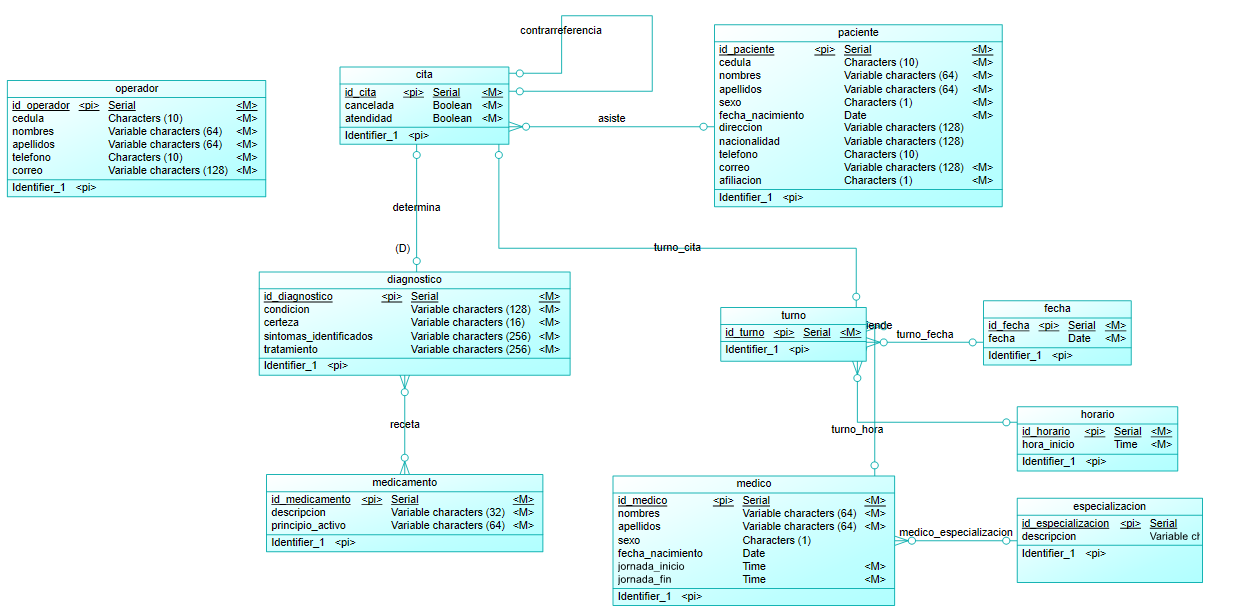 contrarreferencia
paciente
id_paciente <pi> Serial <M>
cedula Characters (10) <M>
nombres Variable characters (64) <M>
apellidos Variable characters (64) <M>
sexo Characters (1) <M>
fecha_nacimiento Date <M>
direccion Variable characters (128)
nacionalidad Variable characters (128)
telefono Characters (10)
correo Variable characters (128) <M>
afiliacion Characters (1) <M>
Identifier_1 <pi>
cita
id_cita <pi> Serial <M>
cancelada Boolean <M>
atendidad Boolean <M>
Identifier_1 <pi>
asiste
operador
id_operador <pi> Serial <M>
cedula Characters (10) <M>
nombres Variable characters (64) <M>
apellidos Variable characters (64) <M>
telefono Characters (10) <M>
correo Variable characters (128) <M>
Identifier_1 <pi>
determina
(D)
turno_cita
diagnostico
id_diagnostico <pi> Serial <M>
condicion Variable characters (128) <M>
certeza Variable characters (16) <M>
sintomas_identificados Variable characters (256) <M>
tratamiento Variable characters (256) <M>
Identifier_1 <pi>
turno
id_turno <pi> Serial <M>
Identifier_1 <pi>
iende
turno_fecha
fecha
id_fecha <pi> Serial <M>
fecha Date <M>
Identifier_1 <pi>
receta
turno_hora
horario
id_horario <pi> Serial <M>
hora_inicio Time <M>
Identifier_1 <pi>
medicamento
id_medicamento <pi> Serial <M>
descripcion Variable characters (32) <M>
principio_activo Variable characters (64) <M>
Identifier_1 <pi>
medico
id_medico <pi> Serial <M>
nombres Variable characters (64) <M>
apellidos Variable characters (64) <M>
sexo Characters (1)
fecha_nacimiento Date
jornada_inicio Time <M>
jornada_fin Time <M>
Identifier_1 <pi>
medico_especializacion
especializacion
id_especializacion <pi> Serial
descripcion Variable ch
Identifier_1 <pi>